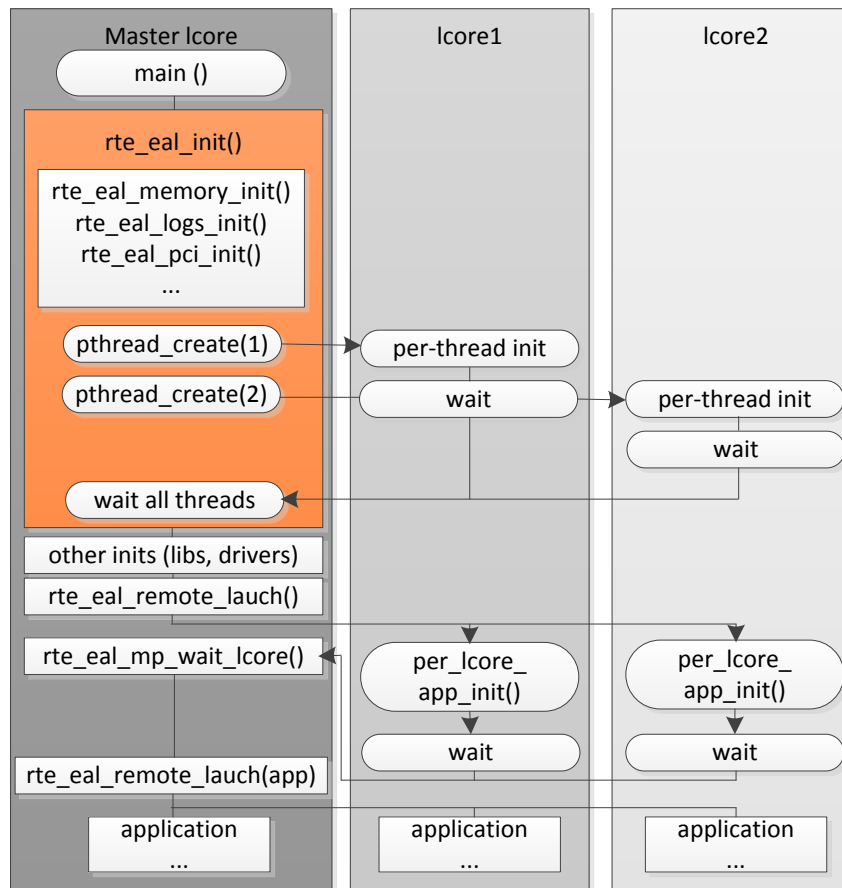 Master lcore
lcore1
lcore2
main ()
rte_eal_init()
rte_eal_memory_init()
rte_eal_logs_init()
rte_eal_pci_init()
...
pthread_create(1)
per-thread init
pthread_create(2)
wait
per-thread init
wait
wait all threads
other inits (libs, drivers)
rte_eal_remote_lauch()
rte_eal_mp_wait_lcore()
per_lcore_
app_init()
per_lcore_
app_init()
wait
wait
rte_eal_remote_lauch(app)
application
...
application
...
application
...